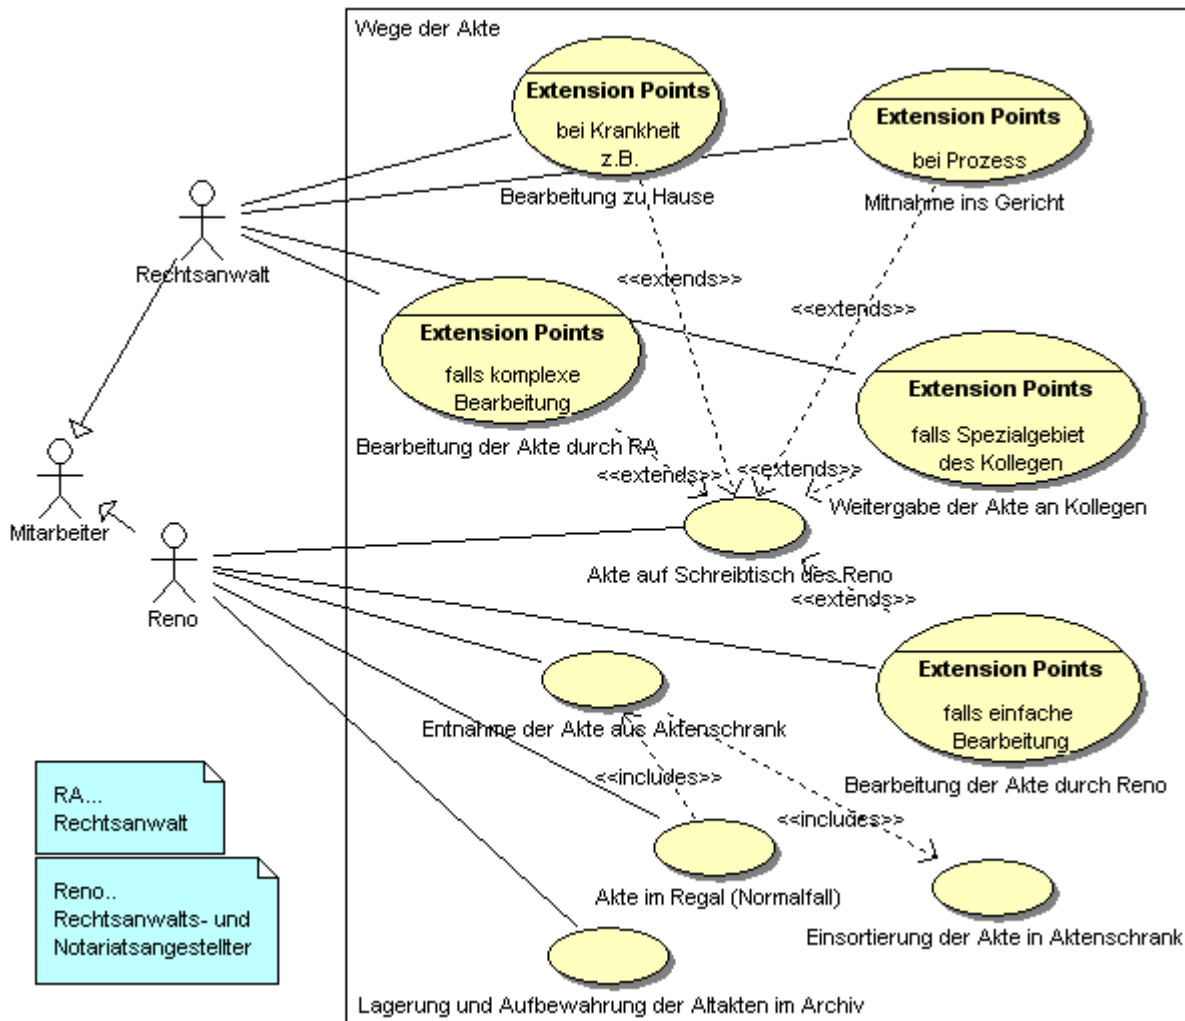 Wege der Akte
Extension Points
bei Krankheit
z.B.
Bearbeitung zu Hause
Extension Points
bei Prozess
Mitnahme ins Gericht
Rechtsanwalt
<<extends>>
<<extends>>
Extension Points
falls komplexe
Bearbeitung
Bearbeitung der Akte durch RA
Extension Points
falls Spezialgebiet
des Kollegen
Weitergabe der Akte an Kollegen
<<extends>>
<<extends>>
Mitarbeiter
Reno
Akte auf Schreibtisch des Reno
<<extends>>
Extension Points
falls einfache
Bearbeitung
Bearbeitung der Akte durch Reno
Entnahme der Akte aus Aktenschrank
<<includes>>
<<includes>>
Akte im Regal (Normalfall)
Einsortierung der Akte in Aktenschrank
Lagerung und Aufbewahrung der Altakten im Archiv
RA...
Rechtsanwalt
Reno..
Rechtsanwalts- und
Notariatsangestellter